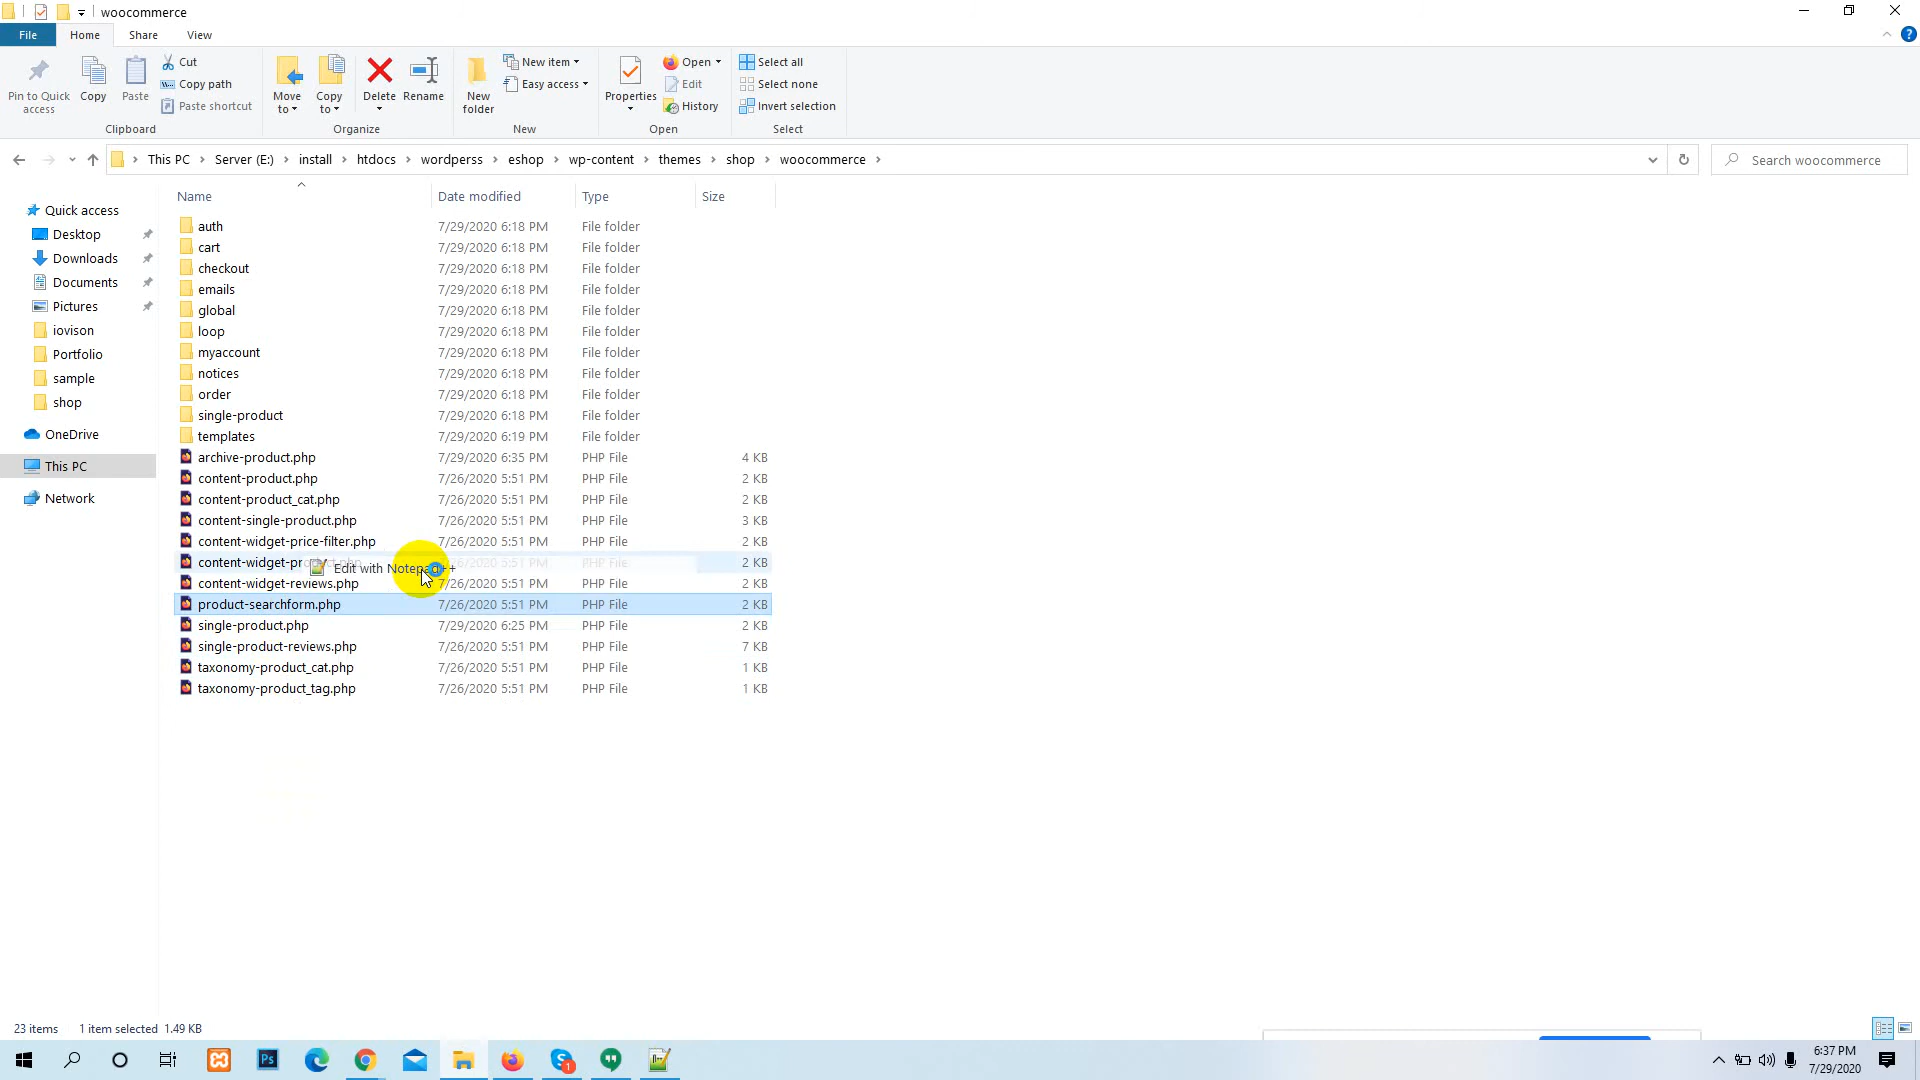 woocommerce
File
Home
Share
View
Pin to Quick access
Copy
Paste
Cut
Copy path
Paste shortcut
Clipboard
Move to
Copy to
Delete
Rename
Organize
New folder
New item
Easy access
New
Properties
Open
Edit
History
Open
Select all
Select none
Invert selection
Select
This PC
Server (E:)
install
htdocs
wordperss
eshop
wp-content
themes
shop
woocommerce
Search woocommerce
Quick access
Desktop
Downloads
Documents
Pictures
iovison
Portfolio
sample
shop
OneDrive
This PC
Network
Name Date modified Type Size
auth 7/29/2020 6:18 PM File folder
cart 7/29/2020 6:18 PM File folder
checkout 7/29/2020 6:18 PM File folder
emails 7/29/2020 6:18 PM File folder
global 7/29/2020 6:18 PM File folder
loop 7/29/2020 6:18 PM File folder
myaccount 7/29/2020 6:18 PM File folder
notices 7/29/2020 6:18 PM File folder
order 7/29/2020 6:18 PM File folder
single-product 7/29/2020 6:18 PM File folder
templates 7/29/2020 6:19 PM File folder
archive-product.php 7/29/2020 6:35 PM PHP File 4 KB
content-product.php 7/26/2020 5:51 PM PHP File 2 KB
content-product_cat.php 7/26/2020 5:51 PM PHP File 2 KB
content-single-product.php 7/26/2020 5:51 PM PHP File 3 KB
content-widget-price-filter.php 7/26/2020 5:51 PM PHP File 2 KB
content-widget-product.php 7/26/2020 5:51 PM PHP File 2 KB
Edit with Notepad++
content-widget-reviews.php 7/26/2020 5:51 PM PHP File 2 KB
product-searchform.php 7/26/2020 5:51 PM PHP File 2 KB
single-product.php 7/29/2020 6:25 PM PHP File 2 KB
single-product-reviews.php 7/26/2020 5:51 PM PHP File 7 KB
taxonomy-product_cat.php 7/26/2020 5:51 PM PHP File 1 KB
taxonomy-product_tag.php 7/26/2020 5:51 PM PHP File 1 KB
23 items 1 item selected 1.49 KB
Ps
1
6:37 PM
7/29/2020